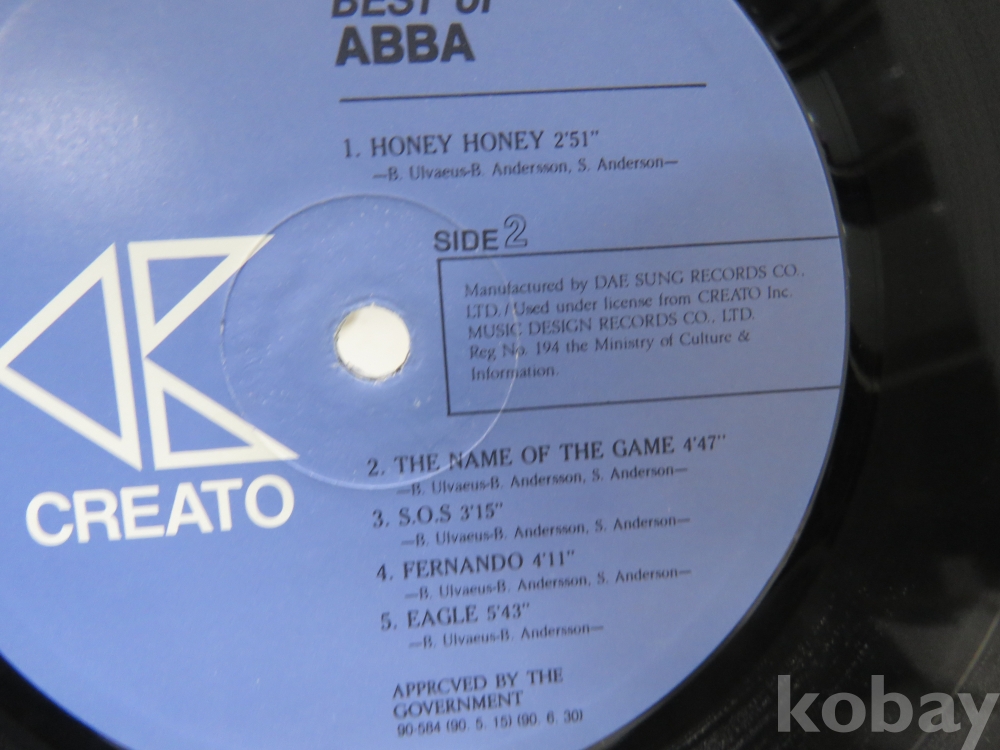 BEST of
ABBA
1. HONEY HONEY 2'51"
—B. Ulvaeus-B. Andersson, S. Anderson—
SIDE 2
Manufactured by DAE SUNG RECORDS CO.,
LTD. / Used under license from CREATO Inc.
MUSIC DESIGN RECORDS CO., LTD.
Reg No. 194 the Ministry of Culture &
Information.
2. THE NAME OF THE GAME 4'47"
—B. Ulvaeus-B. Andersson, S. Anderson—
3. S.O.S 3'15"
—B. Ulvaeus-B. Andersson, S. Anderson—
4. FERNANDO 4'11"
—B. Ulvaeus-B. Andersson, S. Anderson—
5. EAGLE 5'43"
—B. Ulvaeus-B. Andersson—
APPRCVED BY THE
GOVERNMENT
90-584 (90. 5. 15) (90. 6. 30)
CREATO
kobay